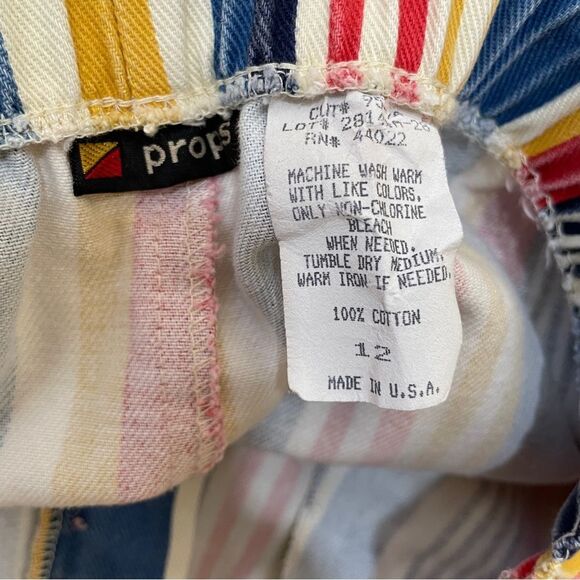 props
CUT#
LOT#
RN# 44022
MACHINE WASH WARM
WITH LIKE COLORS.
ONLY NON-CHLORINE
BLEACH
WHEN NEEDED.
TUMBLE DRY MEDIUM.
WARM IRON IF NEEDED.
100% COTTON
12
MADE IN U.S.A.